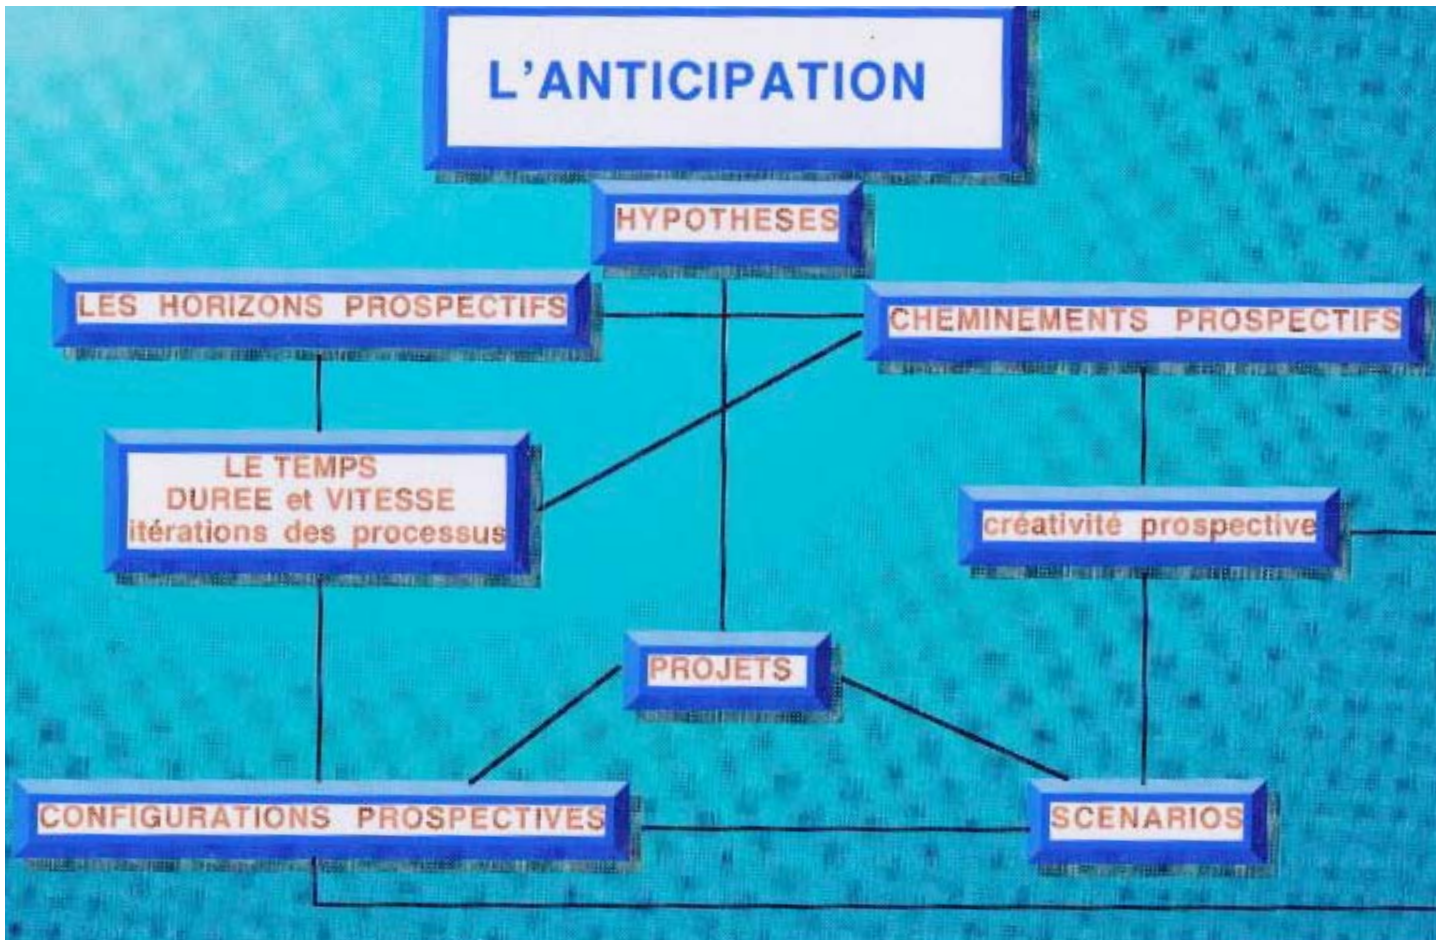 L'ANTICIPATION
HYPOTHESES
LES HORIZONS PROSPECTIFS
CHEMINEMENTS PROSPECTIFS
LE TEMPS
DUREE et VITESSE
itérations des processus
créativité prospective
PROJETS
CONFIGURATIONS PROSPECTIVES
SCENARIOS